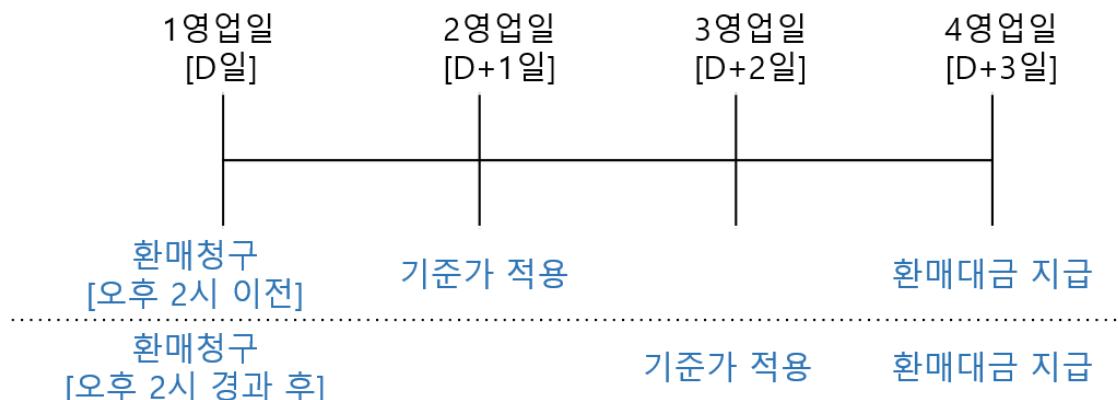 1영업일 2영업일 3영업일 4영업일
[D일] [D+1일] [D+2일] [D+3일]
환매청구
[오후 2시 이전] 기준가 적용 환매대금 지급
환매청구
[오후 2시 경과 후] 기준가 적용 환매대금 지급